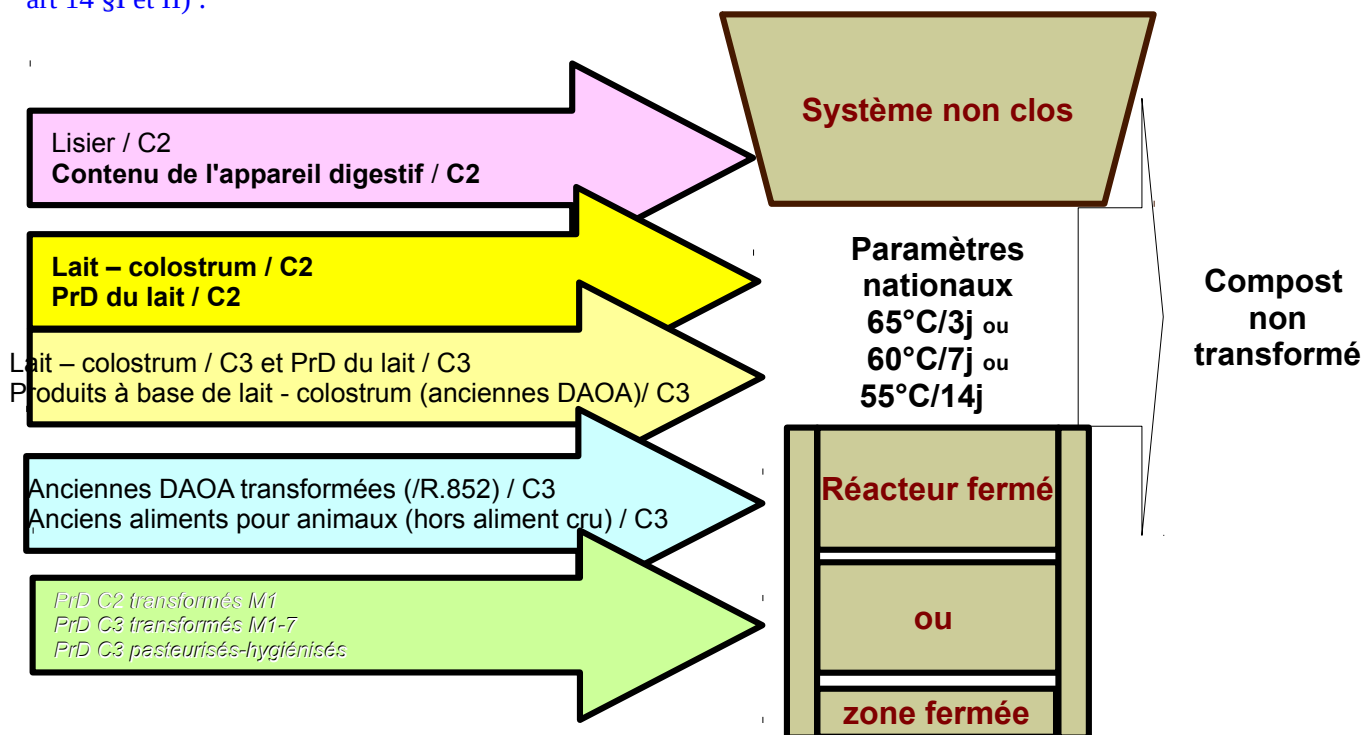 art 14 §I et II) :
Lisier / C2
Contenu de l'appareil digestif / C2
Lait – colostrum / C2
PrD du lait / C2
Lait – colostrum / C3 et PrD du lait / C3
Produits à base de lait - colostrum (anciennes DAOA)/ C3
Anciennes DAOA transformées (/R.852) / C3
Anciens aliments pour animaux (hors aliment cru) / C3
PrD C2 transformés M1
PrD C3 transformés M1-7
PrD C3 pasteurisés-hygiénisés
Système non clos
Paramètres
nationaux
65°C/3j ou
60°C/7j ou
55°C/14j
Réacteur fermé
ou
zone fermée
Compost
non
transformé